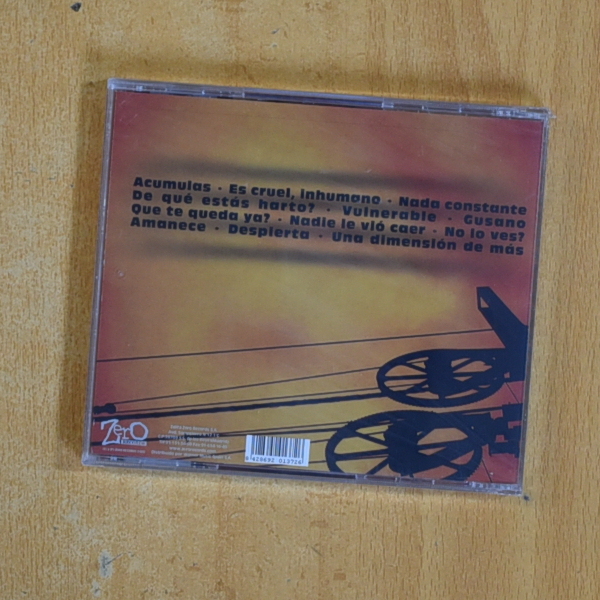 Acumulas · Es cruel, inhumano · Nada constante
De qué estás harto? · Vulnerable · Gusano
Que te queda ya? · Nadie le vió caer · No lo ves?
Amanece · Despierta · Una dimensión de más
Zero